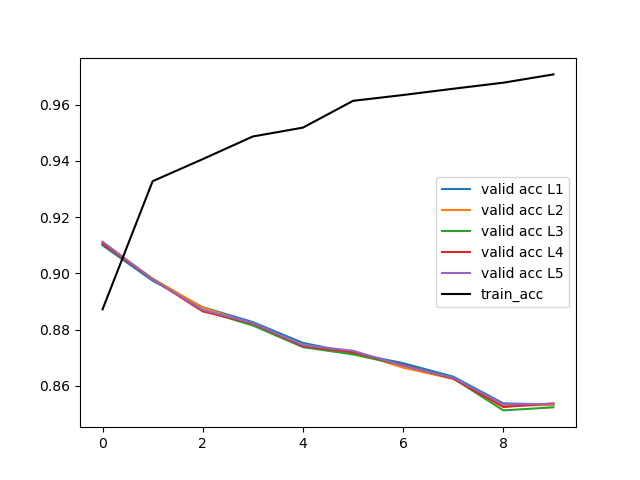 0.96
0.94
0.92
0.90
0.88
0.86
valid acc L1
valid acc L2
valid acc L3
valid acc L4
valid acc L5
train_acc
0 2 4 6 8